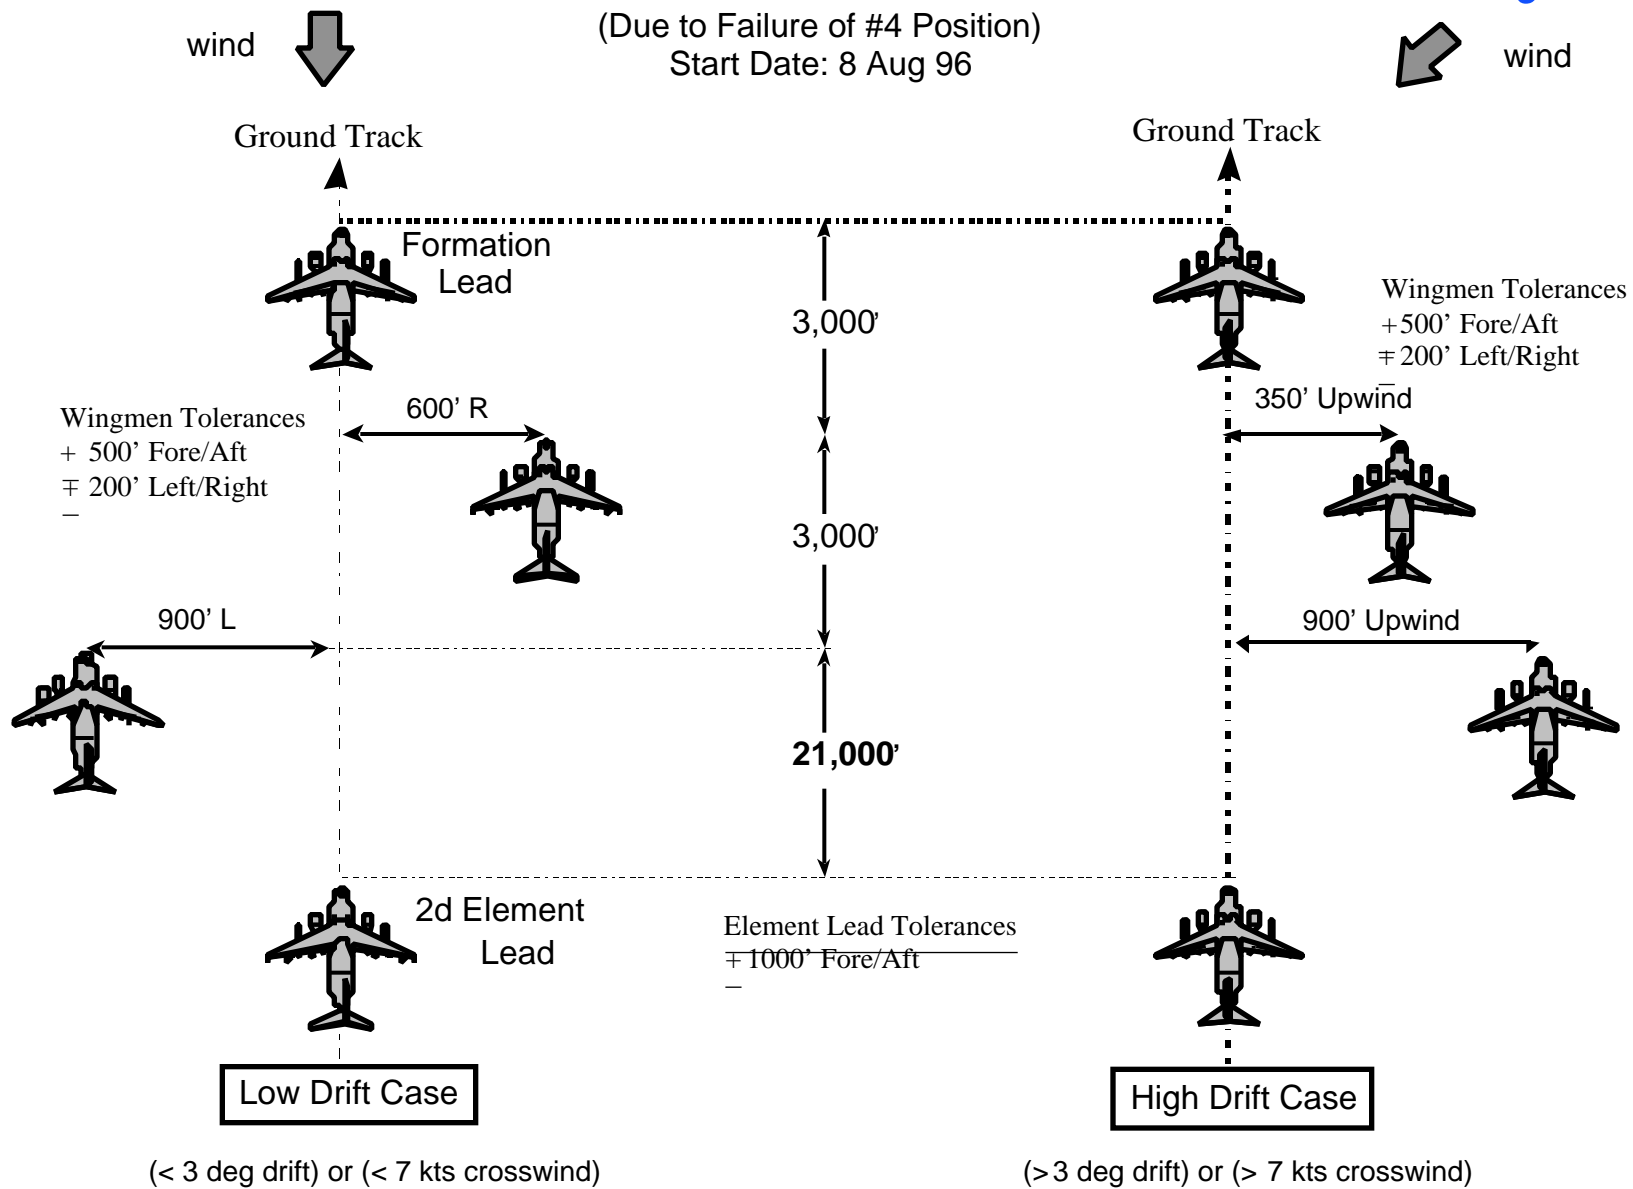 (Due to Failure of #4 Position)
Start Date: 8 Aug 96
wind
wind
Ground Track
Ground Track
Formation
Lead
3,000'
Wingmen Tolerances
+500' Fore/Aft
∓ 200' Left/Right
–
350' Upwind
600' R
Wingmen Tolerances
+ 500' Fore/Aft
∓ 200' Left/Right
–
3,000'
900' L
900' Upwind
21,000'
2d Element
Lead
Element Lead Tolerances
+ 1000' Fore/Aft
–
Low Drift Case
High Drift Case
(< 3 deg drift) or (< 7 kts crosswind)
(> 3 deg drift) or (> 7 kts crosswind)